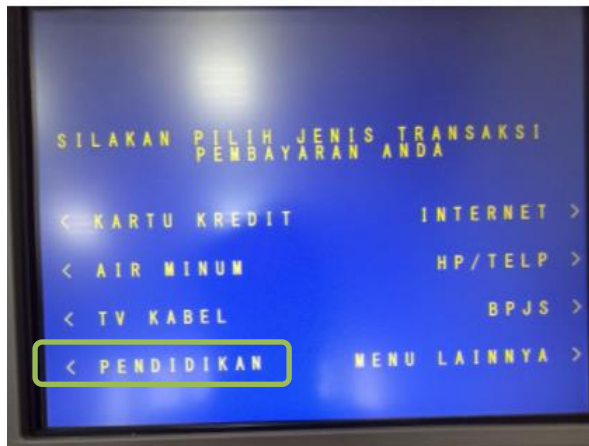 SILAKAN PILIH JENIS TRANSAKSI
PEMBAYARAN ANDA
< KARTU KREDIT INTERNET >
< AIR MINUM HP/TELP >
< TV KABEL BPJS >
< PENDIDIKAN MENU LAINNYA >